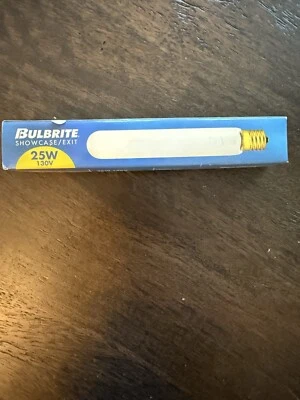 BULBRITE
SHOWCASE/EXIT
25W
130V